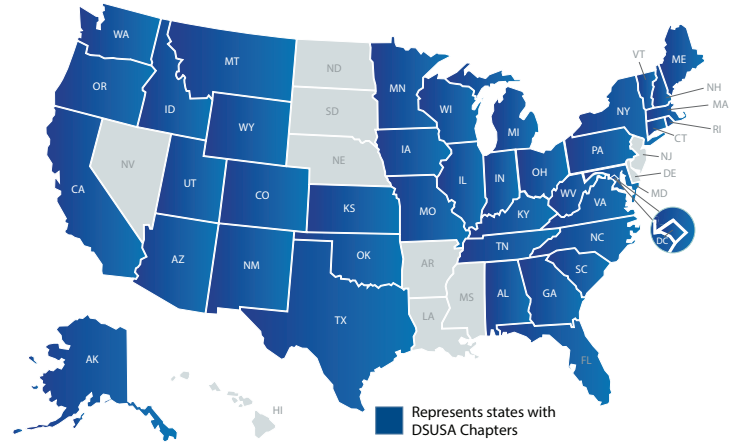 WA
MT
ND
MN
VT
ME
OR
ID
SD
WI
NH
WY
MI
NY
MA
RI
CT
NV
NE
IA
PA
NJ
CA
UT
CO
IL
IN
OH
DE
MD
KS
MO
WV
VA
KY
DC
AZ
NM
OK
AR
TN
NC
SC
TX
LA
MS
AL
GA
AK
FL
HI
Represents states with
DSUSA Chapters